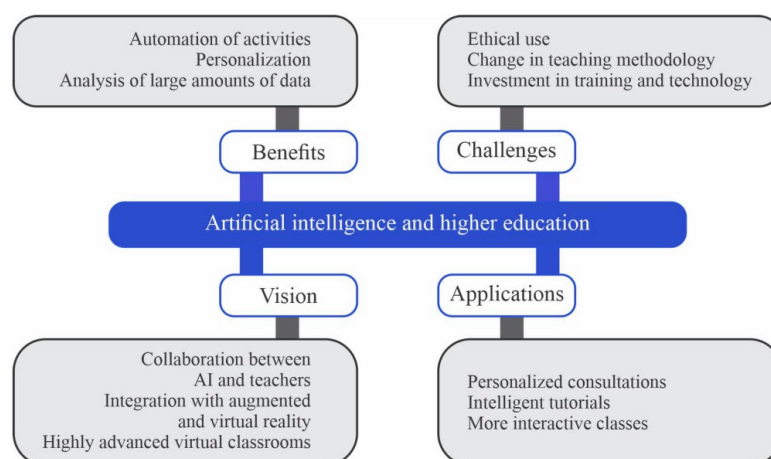 Automation of activities
Personalization
Analysis of large amounts of data
Ethical use
Change in teaching methodology
Investment in training and technology
Benefits
Challenges
Artificial intelligence and higher education
Vision
Applications
Collaboration between
AI and teachers
Integration with augmented
and virtual reality
Highly advanced virtual classrooms
Personalized consultations
Intelligent tutorials
More interactive classes